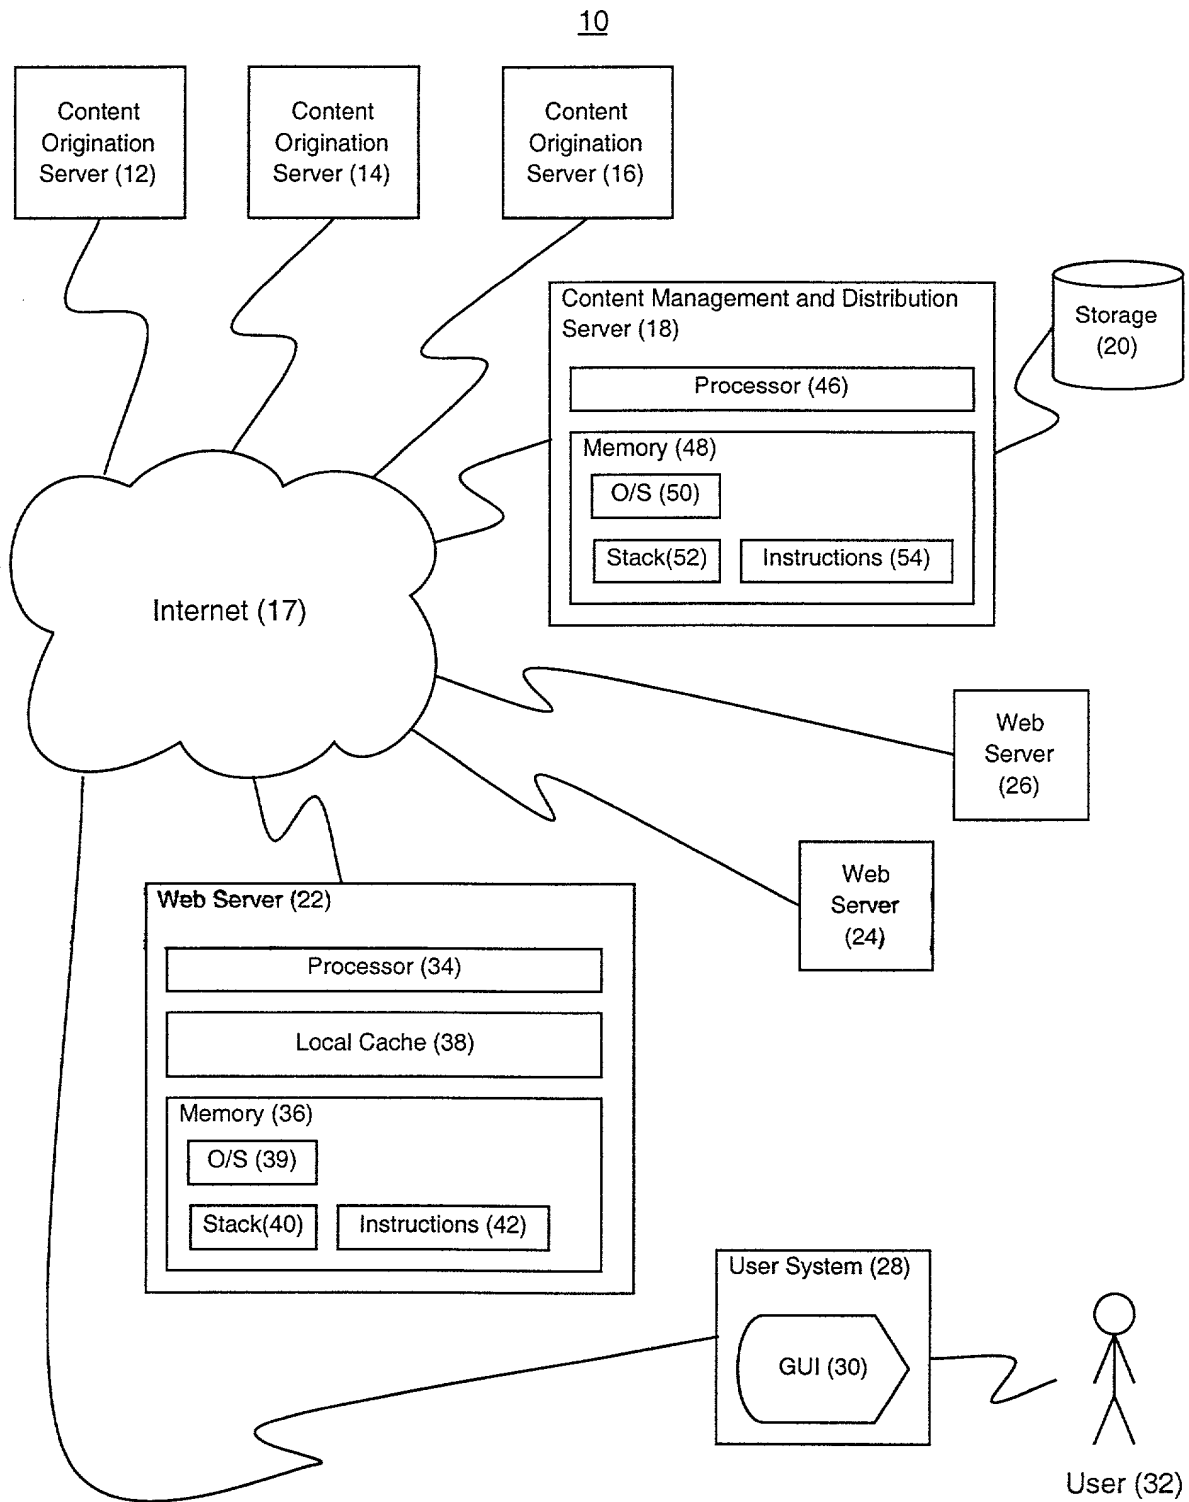 10
Content
Origination
Server (12)
Content
Origination
Server (14)
Content
Origination
Server (16)
Content Management and Distribution
Server (18)
Processor (46)
Memory (48)
O/S (50)
Stack(52)
Instructions (54)
Storage
(20)
Internet (17)
Web
Server
(26)
Web
Server
(24)
Web Server (22)
Processor (34)
Local Cache (38)
Memory (36)
O/S (39)
Stack(40)
Instructions (42)
User System (28)
GUI (30)
User (32)